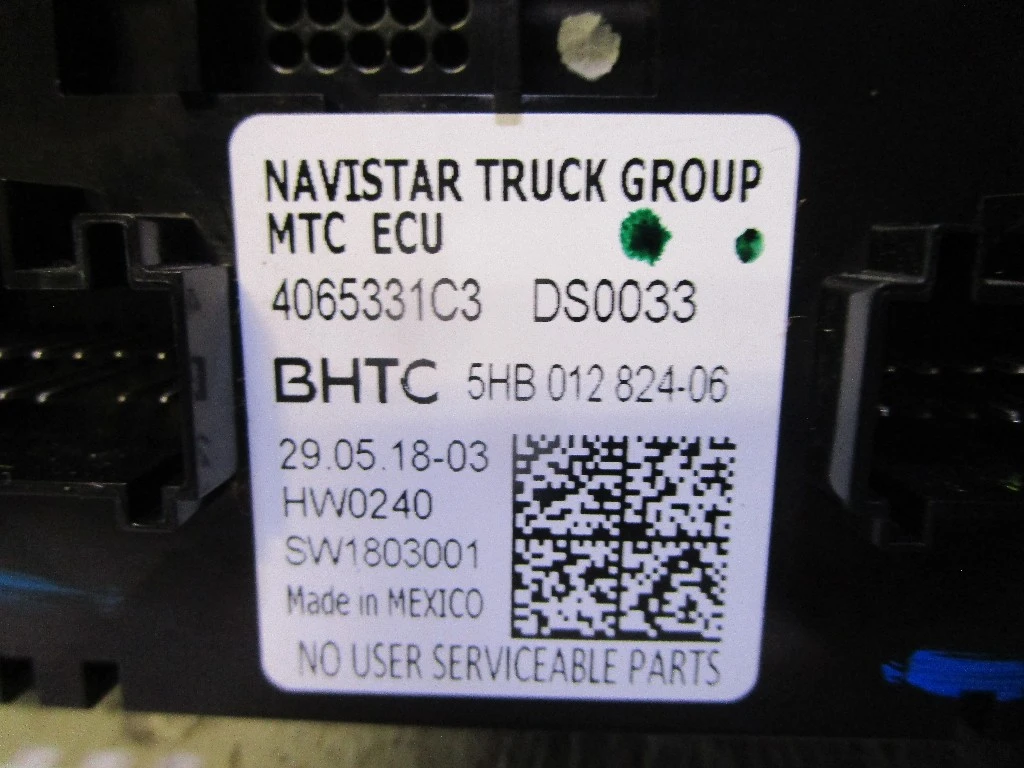 NAVISTAR TRUCK GROUP
MTC ECU
4065331C3 DS0033
BHTC 5HB 012 824-06
29.05.18-03
HW0240
SW1803001
Made in MEXICO
NO USER SERVICEABLE PARTS